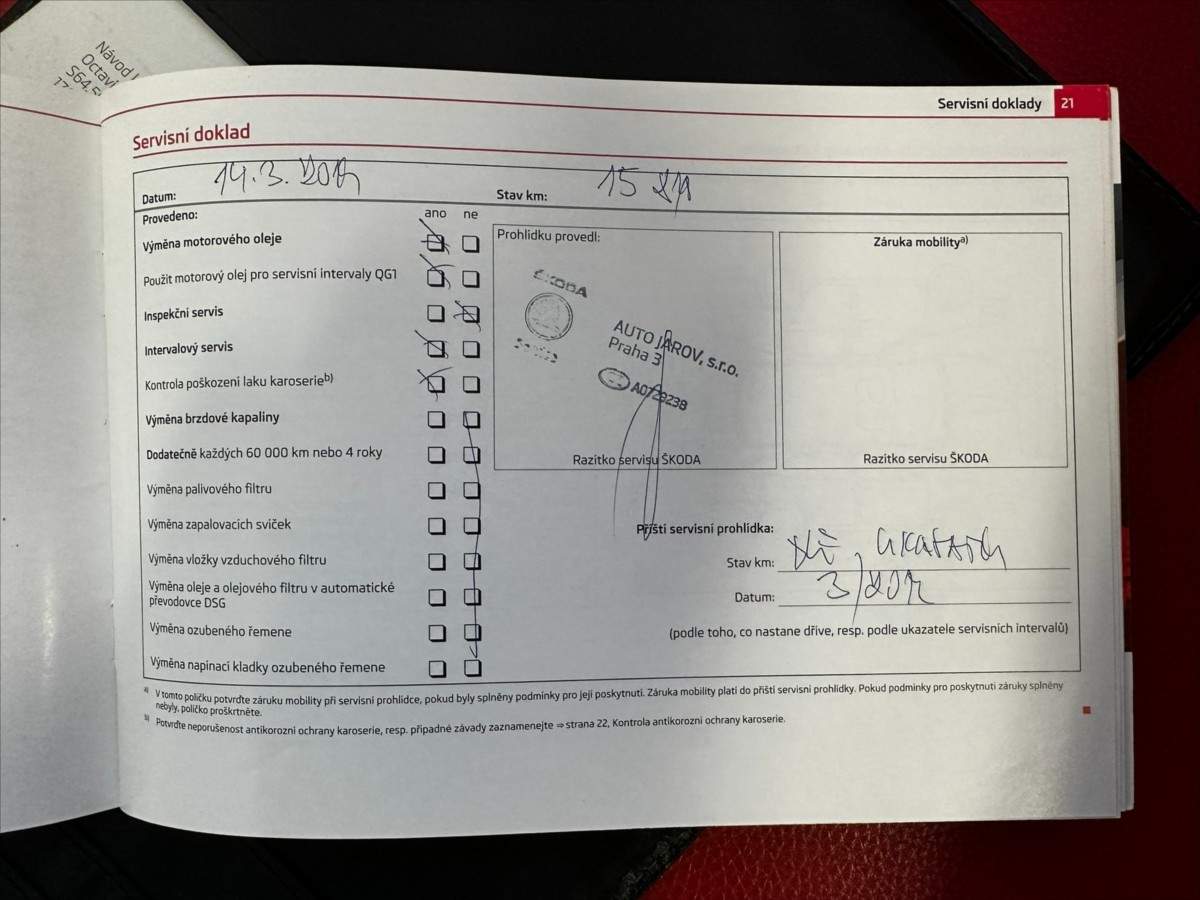 Návod
Octavi
S64.5
Servisní doklady 21
Servisní doklad
Datum: 14.3.
Stav km: 15
Provedeno: ano ne
Výměna motorového oleje
Použit motorový olej pro servisní intervaly QG1
Inspekční servis
Intervalový servis
Kontrola poškození laku karoserie b)
Výměna brzdové kapaliny
Dodatečně každých 60 000 km nebo 4 roky
Výměna palivového filtru
Výměna zapalovacích svíček
Výměna vložky vzduchového filtru
Výměna oleje a olejového filtru v automatické
převodovce DSG
Výměna ozubeného řemene
Výměna napínací kladky ozubeného řemene
Prohlídku provedl:
ŠKODA
AUTO JAROV, s.r.o.
Praha 3
Razítko servisu ŠKODA
Záruka mobility a)
Razítko servisu ŠKODA
Příští servisní prohlídka:
Stav km:
Datum: 3/
(podle toho, co nastane dříve, resp. podle ukazatele servisních intervalů)
a) V tomto políčku potvrďte záruku mobility při servisní prohlídce, pokud byly splněny podmínky pro její poskytnutí. Záruka mobility platí do příští servisní prohlídky. Pokud podmínky pro poskytnutí záruky splněny
nebyly, políčko proškrtněte.
b) Potvrďte neporušenost antikorozní ochrany karoserie, resp. případné závady zaznamenejte ⇒ strana 22, Kontrola antikorozní ochrany karoserie.